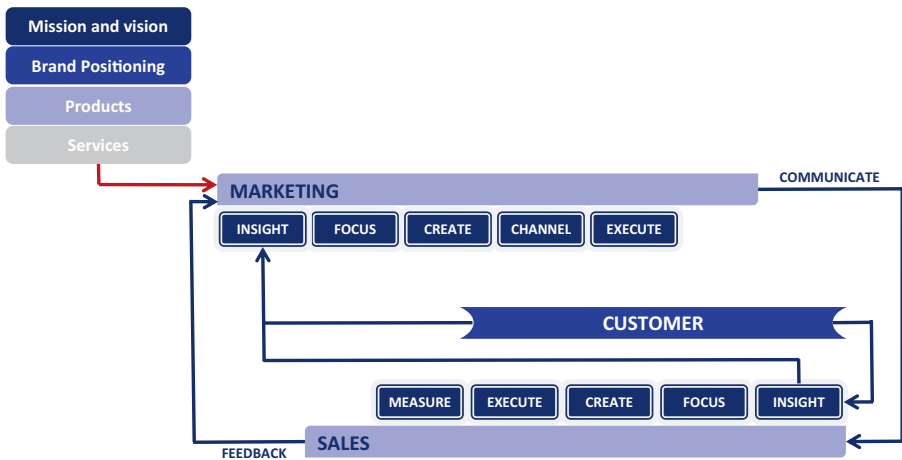 Mission and vision
Brand Positioning
Products
Services
MARKETING
COMMUNICATE
INSIGHT
FOCUS
CREATE
CHANNEL
EXECUTE
CUSTOMER
MEASURE
EXECUTE
CREATE
FOCUS
INSIGHT
SALES
FEEDBACK